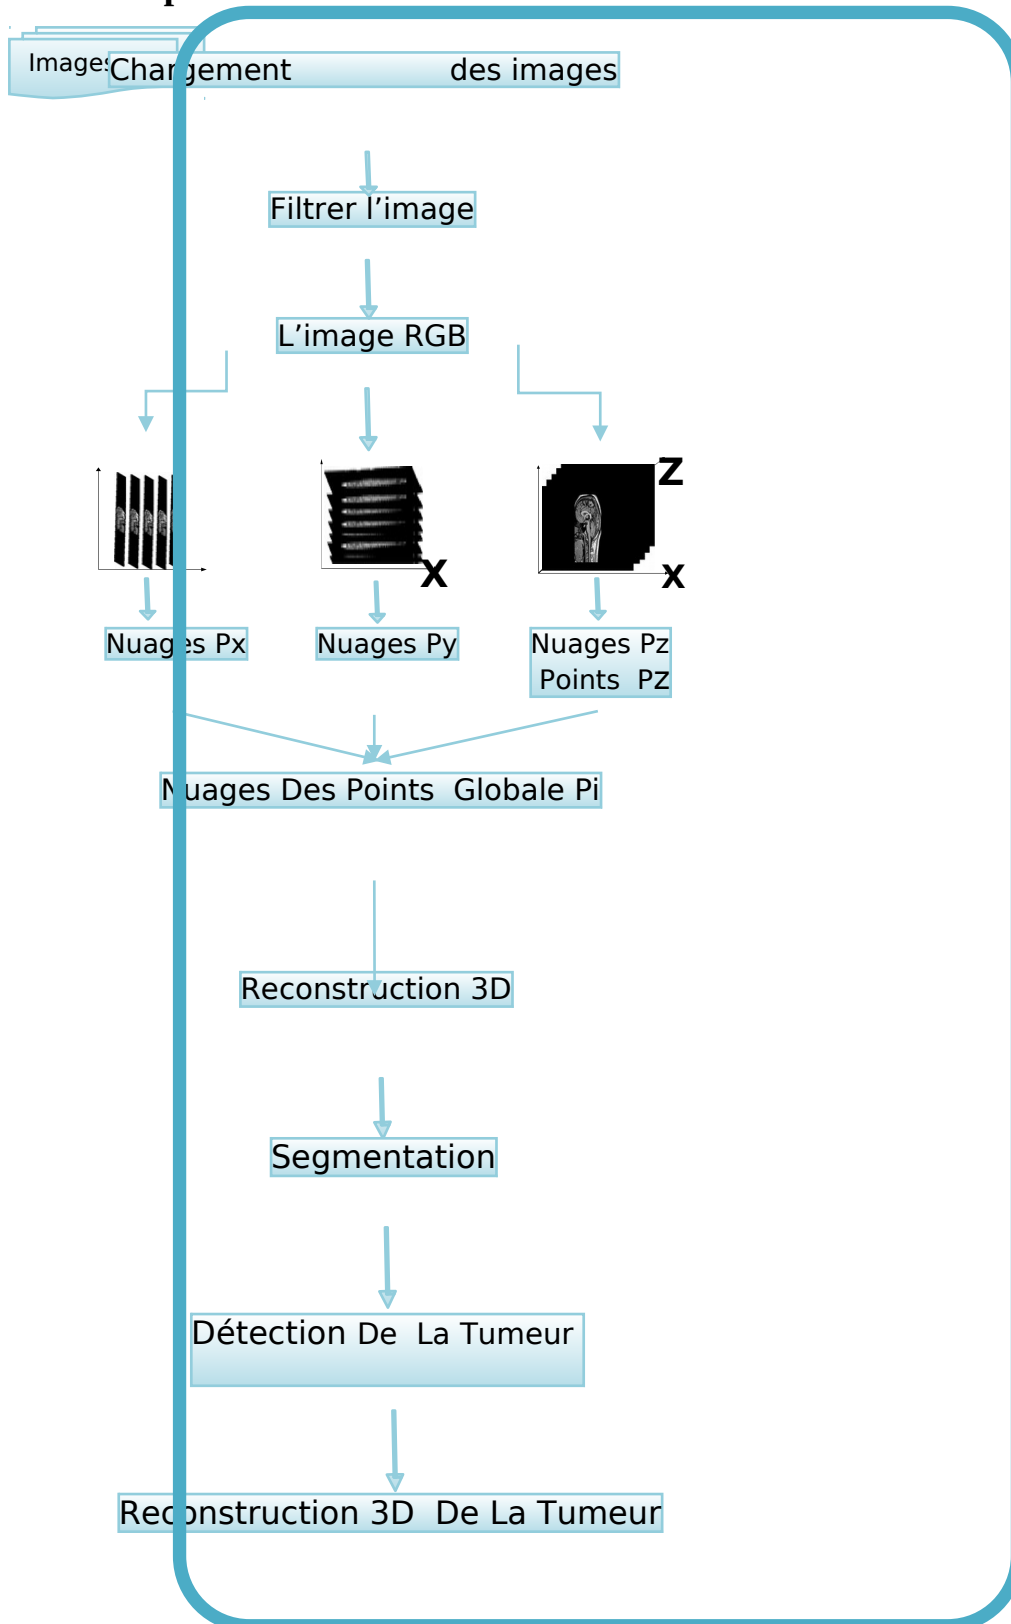 Images
Chargement des images
Filtrer l’image
L’image RGB
Z
X
X
Nuages Px
Nuages Py
Nuages Pz
Points Pz
Nuages Des Points Globale Pi
Reconstruction 3D
Segmentation
Détection De La Tumeur
Reconstruction 3D De La Tumeur